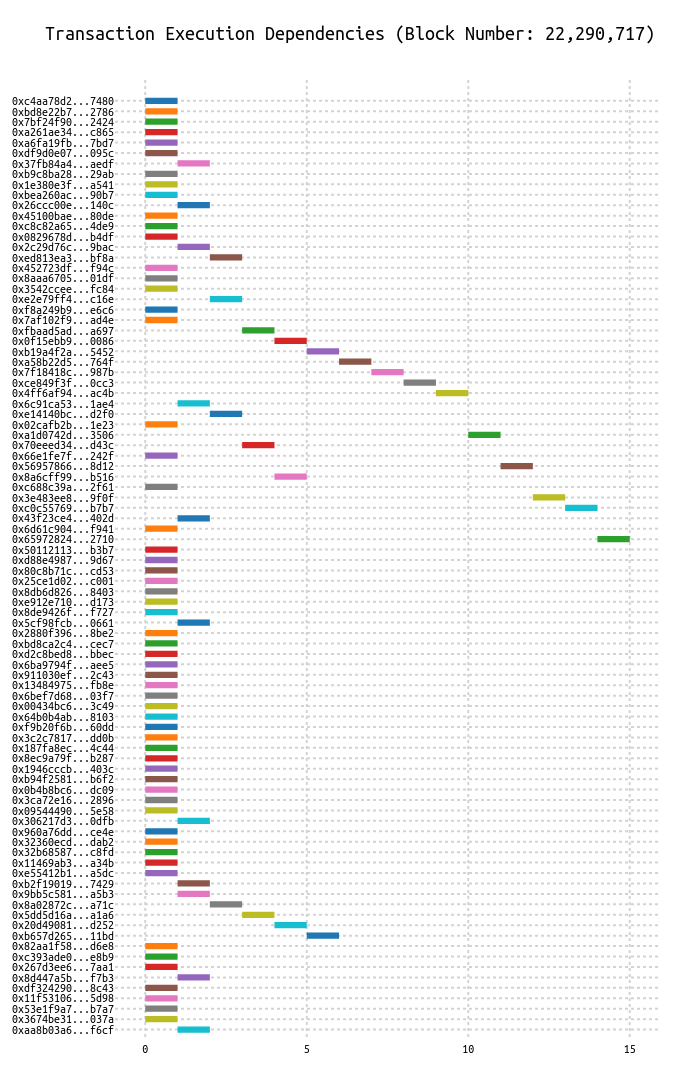 Transaction Execution Dependencies (Block Number: 22,290,717)
0xc4aa78d2...7480
0xbd8e22b7...2786
0x7bf24f90...2424
0xa261ae34...c865
0xa6fa19fb...7bd7
0xdf9d0e07...095c
0x37fb84a4...aedf
0xb9c8ba28...29ab
0x1e380e3f...a541
0xbea260ac...90b7
0x26ccc00e...140c
0x45100bae...80de
0xc8c82a65...4de9
0x0829678d...b4df
0x2c29d76c...9bac
0xed813ea3...bf8a
0x452723df...f94c
0x8aaa6705...01df
0x3542ccee...fc84
0xe2e79ff4...c16e
0xf8a249b9...e6c6
0x7af102f9...ad4e
0xfbaad5ad...a697
0x0f15ebb9...0086
0xb19a4f2a...5452
0xa58b22d5...764f
0x7f18418c...987b
0xce849f3f...0cc3
0x4ff6af94...ac4b
0x6c91ca53...1ae4
0xe14140bc...d2f0
0x02cafb2b...1e23
0xa1d0742d...3506
0x70eeed34...d43c
0x66e1fe7f...242f
0x56957866...8d12
0x8a6cff99...b516
0xc688c39a...2f61
0x3e483ee8...9f0f
0xc0c55769...b7b7
0x43f23ce4...402d
0x6d61c904...f941
0x65972824...2710
0x50112113...b3b7
0xd88e4987...9d67
0x80c8b71c...cd53
0x25ce1d02...c001
0x8db6d826...8403
0xe912e710...d173
0x8de9426f...f727
0x5cf98fcb...0661
0x2880f396...8be2
0xbd8ca2c4...cec7
0xd2c8bed8...bbec
0x6ba9794f...aee5
0x911030ef...2c43
0x13484975...fb8e
0x6bef7d68...03f7
0x00434bc6...3c49
0x64b0b4ab...8103
0xf9b20f6b...60dd
0x3c2c7817...dd0b
0x187fa8ec...4c44
0x8ec9a79f...b287
0x1946cccb...403c
0xb94f2581...b6f2
0x0b4b8bc6...dc09
0x3ca72e16...2896
0x09544490...5e58
0x306217d3...0dfb
0x960a76dd...ce4e
0x32360ecd...dab2
0x32b68587...c8fd
0x11469ab3...a34b
0xe55412b1...a5dc
0xb2f19019...7429
0x9bb5c581...a5b3
0x8a02872c...a71c
0x5dd5d16a...a1a6
0x20d49081...d252
0xb657d265...11bd
0x82aa1f58...d6e8
0xc393ade0...e8b9
0x267d3ee6...7aa1
0x8d447a5b...f7b3
0xdf324290...8c43
0x11f53106...5d98
0x53e1f9a7...b7a7
0x3674be31...037a
0xaa8b03a6...f6cf
0 5 10 15